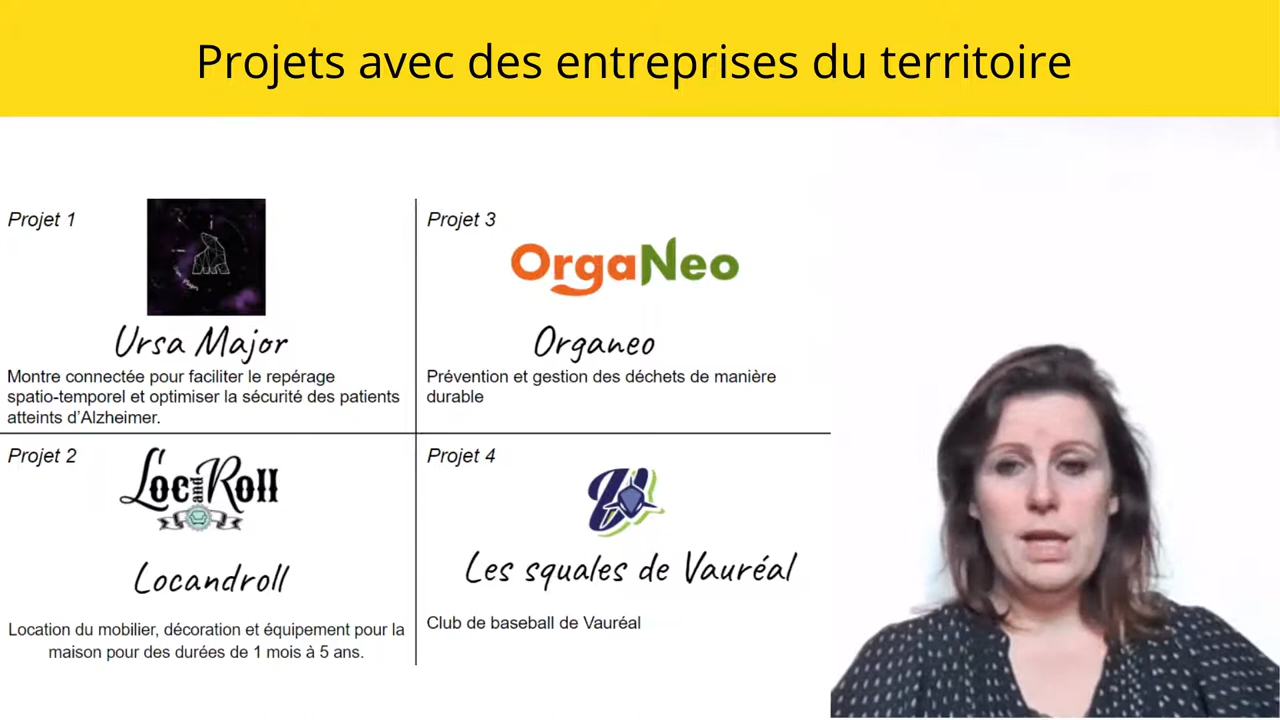 Projets avec des entreprises du territoire
Projet 1
Ursa Major
Montre connectée pour faciliter le repérage
spatio-temporel et optimiser la sécurité des patients
atteints d'Alzheimer.
Projet 2
Loc and Roll
Locandroll
Location du mobilier, décoration et équipement pour la
maison pour des durées de 1 mois à 5 ans.
Projet 3
OrgaNeo
Organeo
Prévention et gestion des déchets de manière
durable
Projet 4
V
Les squales de Vauréal
Club de baseball de Vauréal